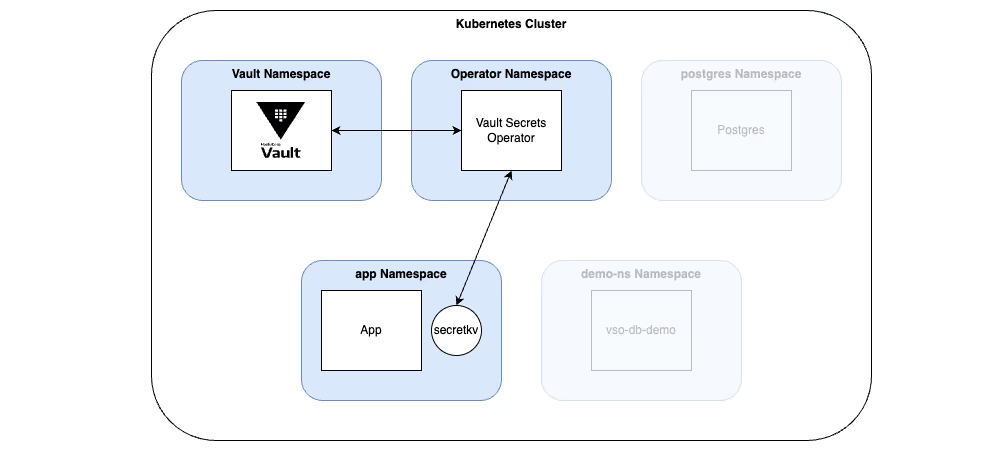 Kubernetes Cluster
Vault Namespace
Operator Namespace
postgres Namespace
HashiCorp
Vault
Vault Secrets
Operator
Postgres
app Namespace
demo-ns Namespace
App
secretkv
vso-db-demo